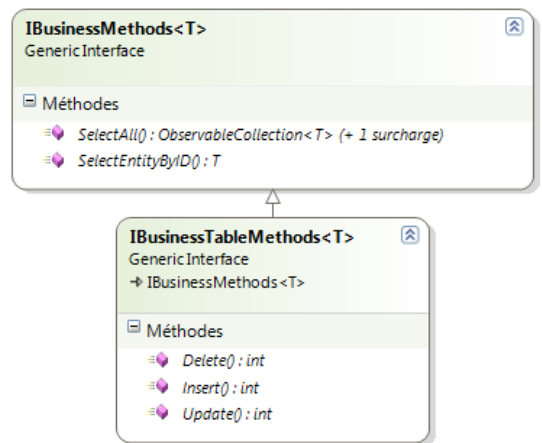 IBusinessMethods<T>
Generic Interface
Méthodes
SelectAll() : ObservableCollection<T> (+ 1 surcharge)
SelectEntityByID() : T
IBusinessTableMethods<T>
Generic Interface
IBusinessMethods<T>
Méthodes
Delete() : int
Insert() : int
Update() : int